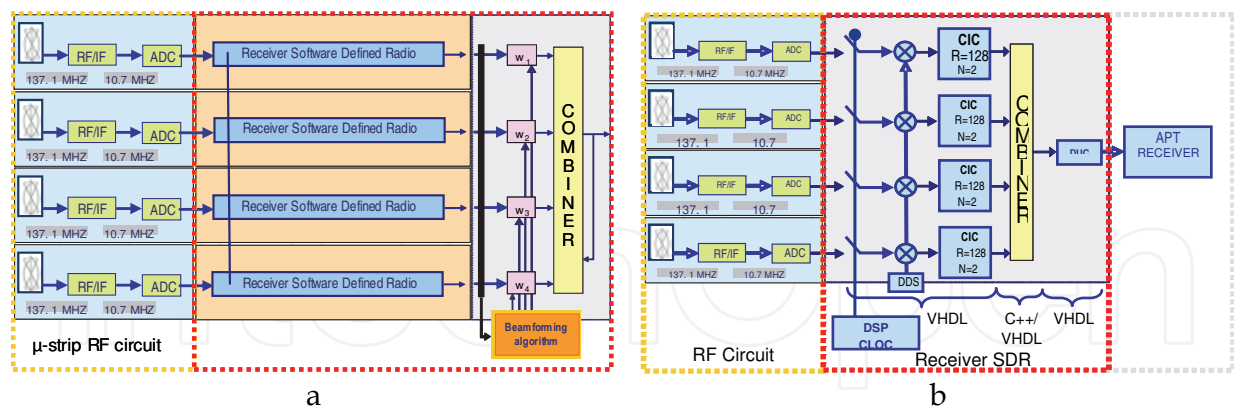 RF/IF
ADC
Receiver Software Defined Radio
137. 1 MHZ
10.7 MHZ
w1
RF/IF
ADC
Receiver Software Defined Radio
137. 1 MHZ
10.7 MHZ
w2
RF/IF
ADC
Receiver Software Defined Radio
137. 1 MHZ
10.7 MHZ
w3
RF/IF
ADC
Receiver Software Defined Radio
137. 1 MHZ
10.7 MHZ
w4
COMBINER
Beamforming
algorithm
μ-strip RF circuit
a
RF/IF
ADC
137. 1 MHZ
10.7 MHZ
CIC
R=128
N=2
RF/IF
ADC
137. 1
10.7
CIC
R=128
N=2
RF/IF
ADC
137. 1
10.7
CIC
R=128
N=2
RF/IF
ADC
137. 1 MHZ
10.7 MHZ
CIC
R=128
N=2
COMBINER
DUC
APT
RECEIVER
DDS
DSP
CLOC
VHDL
C++/
VHDL
VHDL
RF Circuit
Receiver SDR
b